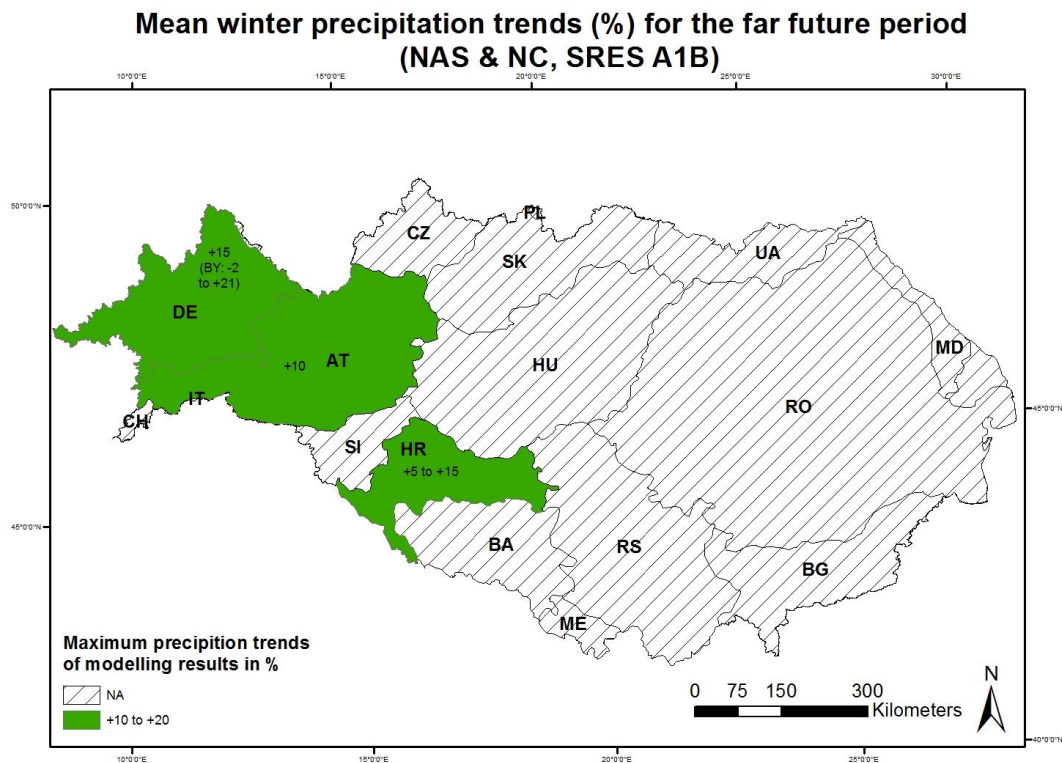 Mean winter precipitation trends (%) for the far future period
(NAS & NC, SRES A1B)
10°0'0"E 15°0'0"E 20°0'0"E 25°0'0"E 30°0'0"E
50°0'0"N
PL
CZ
UA
SK
+15
(BY: -2
to +21)
DE
MD
AT
HU
+10
IT
RO
45°0'0"N
CH
SI
HR
+5 to +15
45°0'0"N
BA
RS
BG
ME
Maximum precipition trends
of modelling results in %
NA
+10 to +20
0 75 150 300
Kilometers
N
40°0'0"N
10°0'0"E 15°0'0"E 20°0'0"E 25°0'0"E